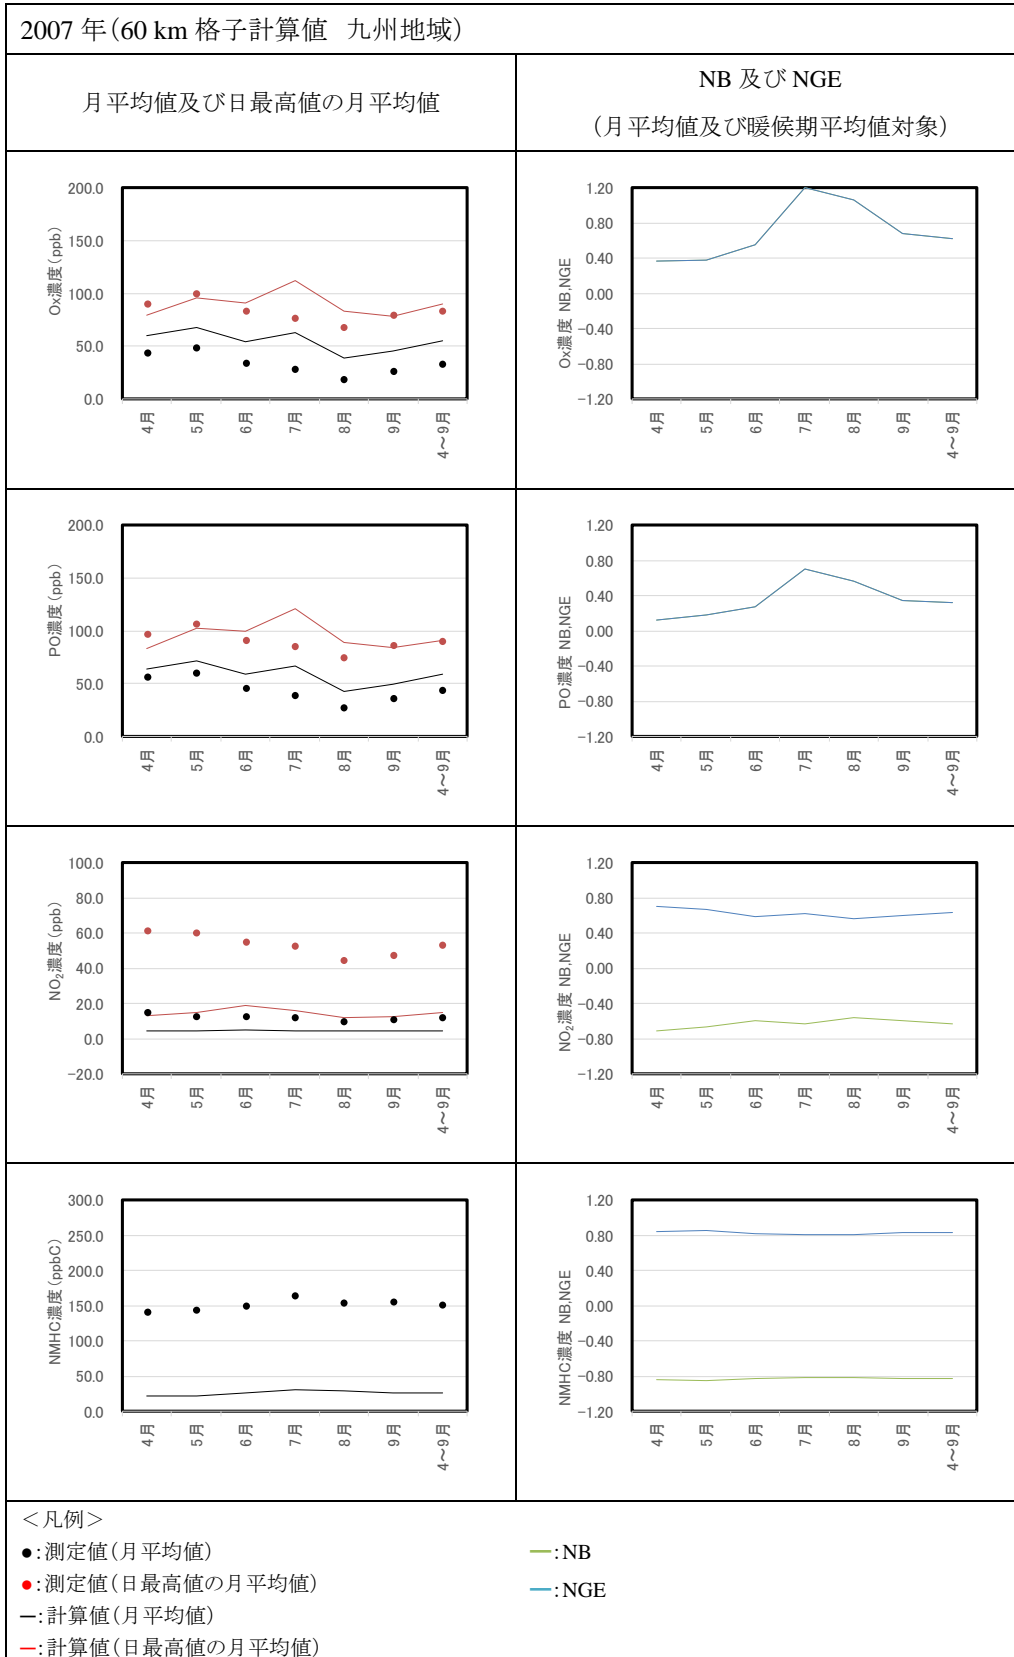 2007 年(60 km 格子計算値 九州地域)
月平均値及び日最高値の月平均値
NB 及び NGE
(月平均値及び暖候期平均値対象)
200.0
150.0
100.0
50.0
0.0
Ox濃度(ppb)
4月
5月
6月
7月
8月
9月
4～9月
1.20
0.80
0.40
0.00
−0.40
−0.80
−1.20
Ox濃度 NB,NGE
4月
5月
6月
7月
8月
9月
4～9月
200.0
150.0
100.0
50.0
0.0
PO濃度(ppb)
4月
5月
6月
7月
8月
9月
4～9月
1.20
0.80
0.40
0.00
−0.40
−0.80
−1.20
PO濃度 NB,NGE
4月
5月
6月
7月
8月
9月
4～9月
100.0
80.0
60.0
40.0
20.0
0.0
−20.0
NO₂濃度(ppb)
4月
5月
6月
7月
8月
9月
4～9月
1.20
0.80
0.40
0.00
−0.40
−0.80
−1.20
NO₂濃度 NB,NGE
4月
5月
6月
7月
8月
9月
4～9月
300.0
250.0
200.0
150.0
100.0
50.0
0.0
NMHC濃度(ppbC)
4月
5月
6月
7月
8月
9月
4～9月
1.20
0.80
0.40
0.00
−0.40
−0.80
−1.20
NMHC濃度 NB,NGE
4月
5月
6月
7月
8月
9月
4～9月
＜凡例＞
●:測定値(月平均値)
●:測定値(日最高値の月平均値)
―:計算値(月平均値)
―:計算値(日最高値の月平均値)
―:NB
―:NGE